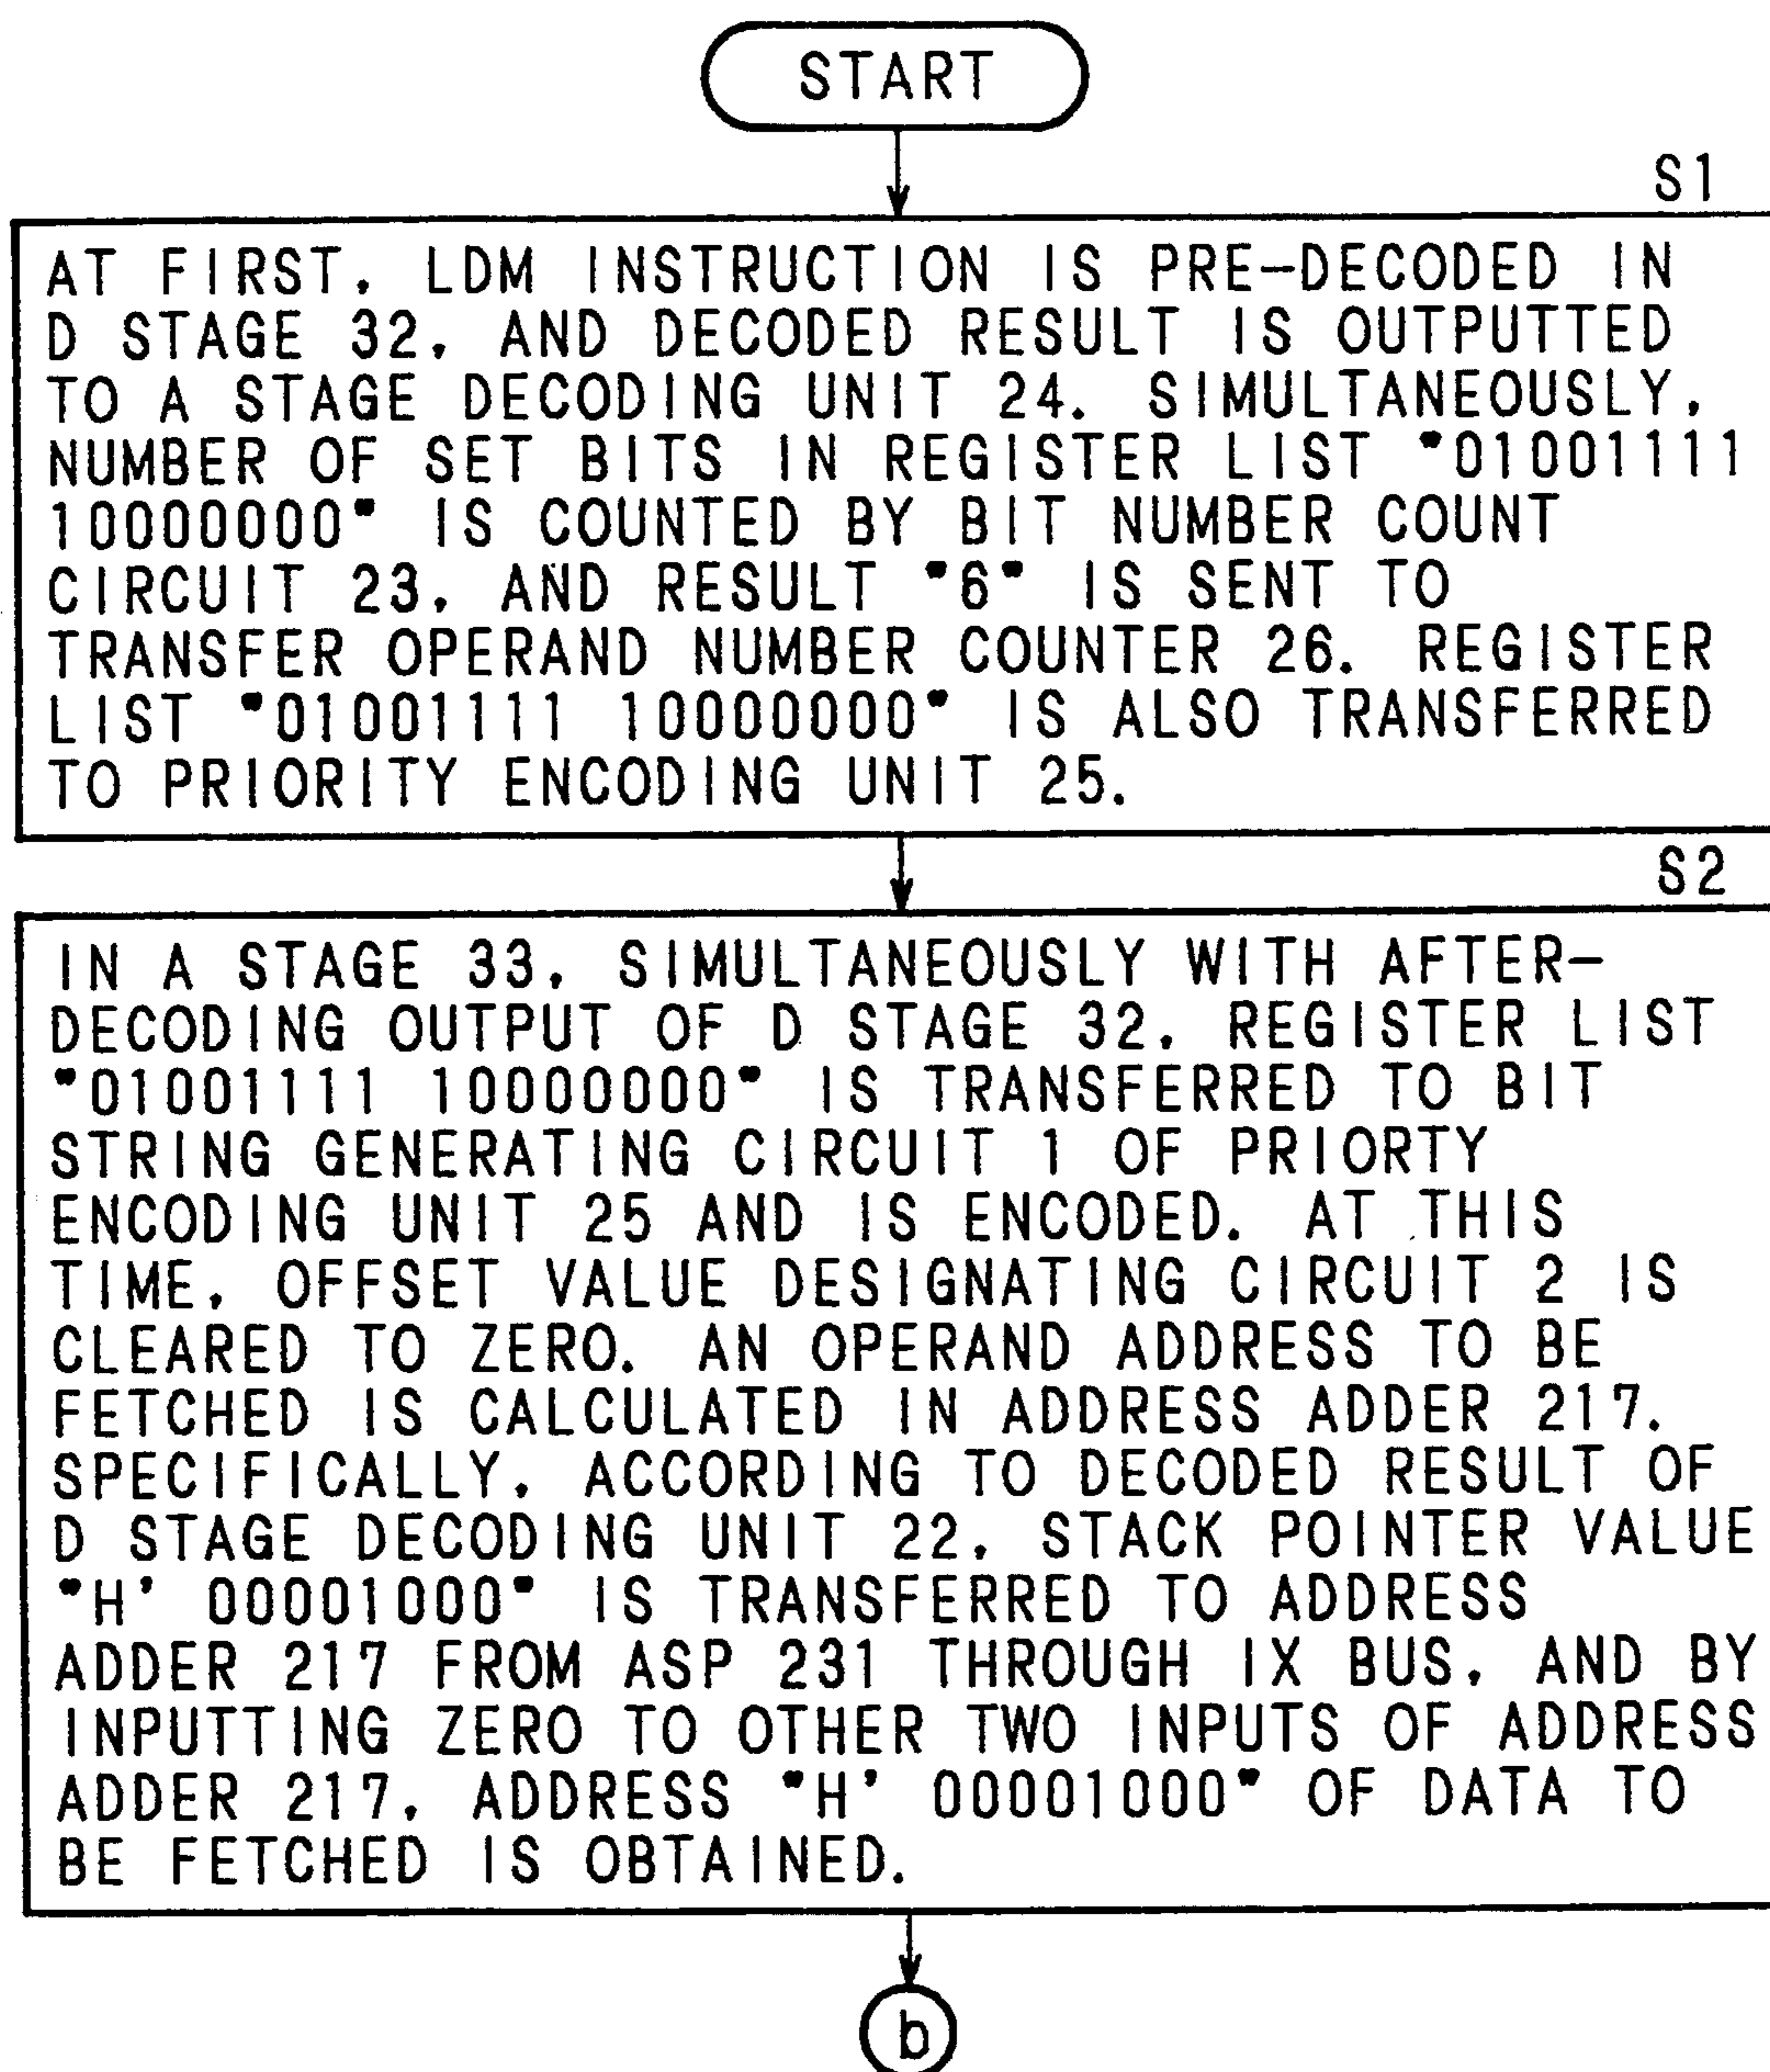 START
S1
AT FIRST, LDM INSTRUCTION IS PRE-DECODED IN
D STAGE 32, AND DECODED RESULT IS OUTPUTTED
TO A STAGE DECODING UNIT 24. SIMULTANEOUSLY,
NUMBER OF SET BITS IN REGISTER LIST "01001111
10000000" IS COUNTED BY BIT NUMBER COUNT
CIRCUIT 23, AND RESULT "6" IS SENT TO
TRANSFER OPERAND NUMBER COUNTER 26. REGISTER
LIST "01001111 10000000" IS ALSO TRANSFERRED
TO PRIORITY ENCODING UNIT 25.
S2
IN A STAGE 33, SIMULTANEOUSLY WITH AFTER-
DECODING OUTPUT OF D STAGE 32, REGISTER LIST
"01001111 10000000" IS TRANSFERRED TO BIT
STRING GENERATING CIRCUIT 1 OF PRIORTY
ENCODING UNIT 25 AND IS ENCODED. AT THIS
TIME, OFFSET VALUE DESIGNATING CIRCUIT 2 IS
CLEARED TO ZERO. AN OPERAND ADDRESS TO BE
FETCHED IS CALCULATED IN ADDRESS ADDER 217.
SPECIFICALLY, ACCORDING TO DECODED RESULT OF
D STAGE DECODING UNIT 22, STACK POINTER VALUE
"H' 00001000" IS TRANSFERRED TO ADDRESS
ADDER 217 FROM ASP 231 THROUGH IX BUS, AND BY
INPUTTING ZERO TO OTHER TWO INPUTS OF ADDRESS
ADDER 217, ADDRESS "H' 00001000" OF DATA TO
BE FETCHED IS OBTAINED.
b